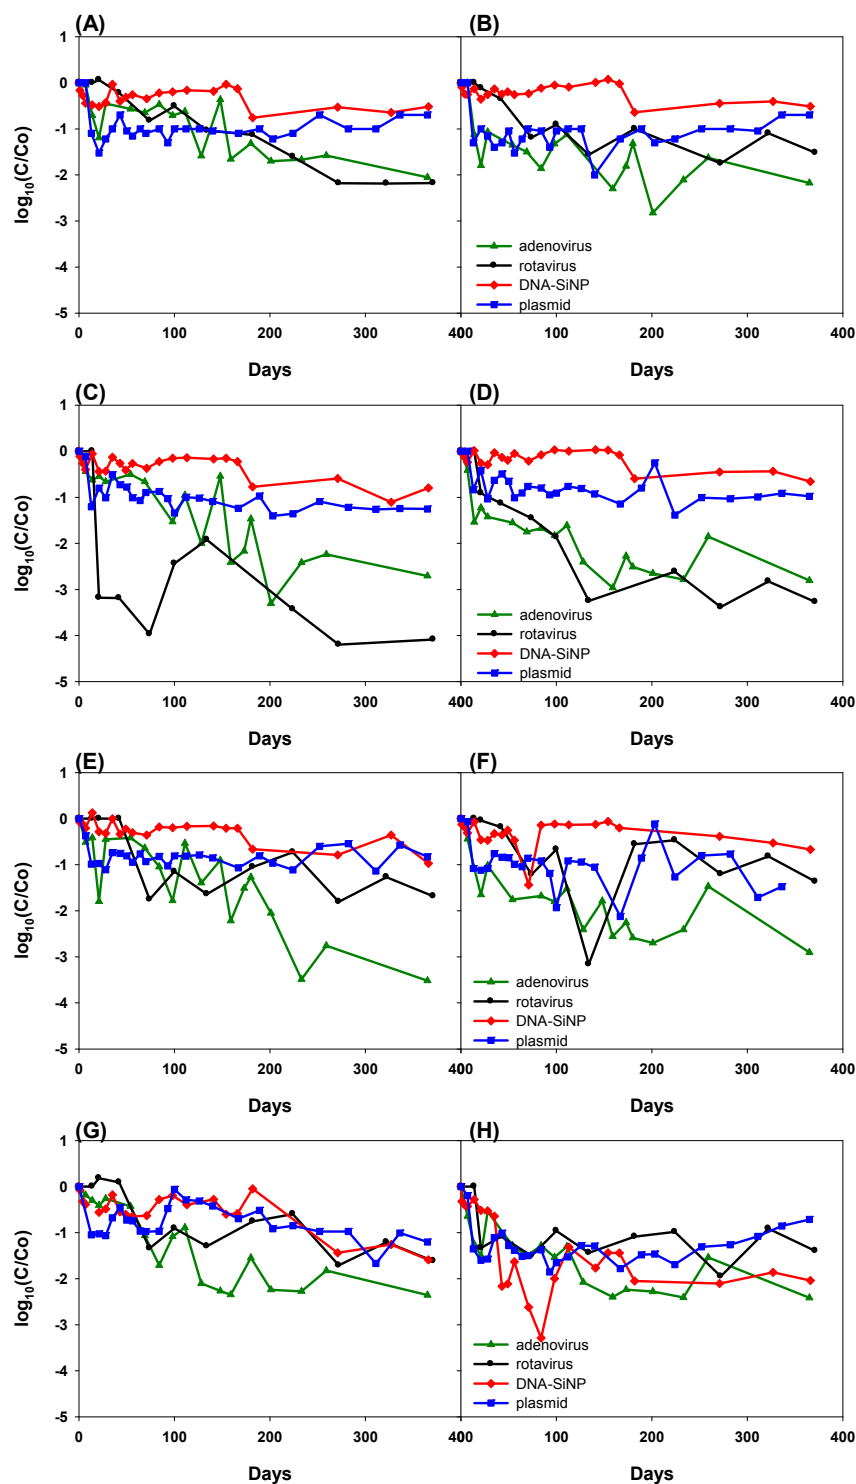 (A) (B)
1
0
-1
-2
-3
-4
-5
log10(C/Co)
adenovirus
rotavirus
DNA-SiNP
plasmid
0 100 200 300 400 0 100 200 300 400
Days Days
(C) (D)
1
0
-1
-2
-3
-4
-5
log10(C/Co)
adenovirus
rotavirus
DNA-SiNP
plasmid
0 100 200 300 400 0 100 200 300 400
Days Days
(E) (F)
1
0
-1
-2
-3
-4
-5
log10(C/Co)
adenovirus
rotavirus
DNA-SiNP
plasmid
0 100 200 300 400 0 100 200 300 400
Days Days
(G) (H)
1
0
-1
-2
-3
-4
-5
log10(C/Co)
adenovirus
rotavirus
DNA-SiNP
plasmid
0 100 200 300 400 0 100 200 300 400
Days Days